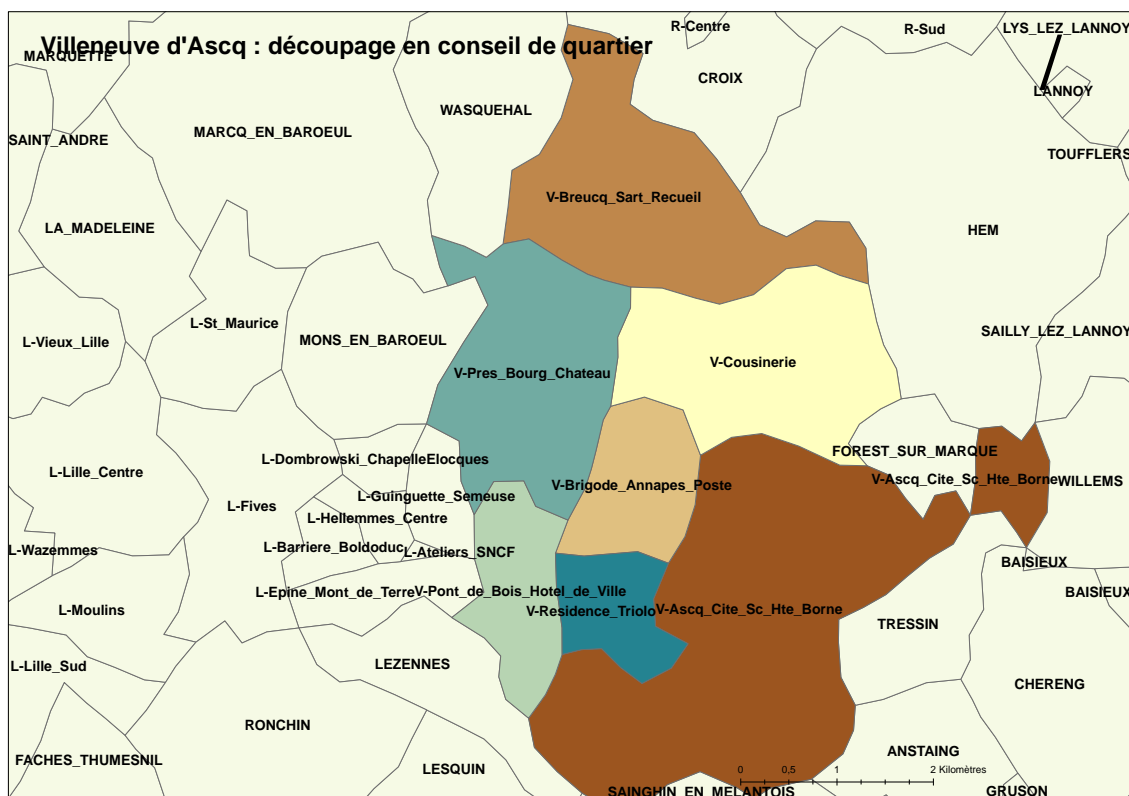 Villeneuve d'Ascq : découpage en conseil de quartier
R-Centre
R-Sud
LYS_LEZ_LANNOY
MARQUETTE
CROIX
LANNOY
WASQUEHAL
MARCQ_EN_BAROEUL
SAINT_ANDRE
TOUFFLERS
V-Breucq_Sart_Recueil
LA_MADELEINE
HEM
L-St_Maurice
SAILLY_LEZ_LANNOY
L-Vieux_Lille
MONS_EN_BAROEUL
V-Cousinerie
V-Pres_Bourg_Chateau
FOREST_SUR_MARQUE
L-Dombrowski_ChapelleElocques
L-Lille_Centre
V-Ascq_Cite_Sc_Hte_Borne
WILLEMS
V-Brigode_Annapes_Poste
L-Guinguette_Semeuse
L-Fives
L-Hellemmes_Centre
L-Wazemmes
L-Barriere_Boldoduc
L-Ateliers_SNCF
BAISIEUX
L-Epine_Mont_de_Terre
V-Pont_de_Bois_Hotel_de_Ville
BAISIEUX
L-Moulins
V-Residence_Triolo
V-Ascq_Cite_Sc_Hte_Borne
TRESSIN
L-Lille_Sud
LEZENNES
CHERENG
RONCHIN
ANSTAING
FACHES_THUMESNIL
LESQUIN
0 0,5 1 2 Kilomètres
SAINGHIN_EN_MELANTOIS
GRUSON